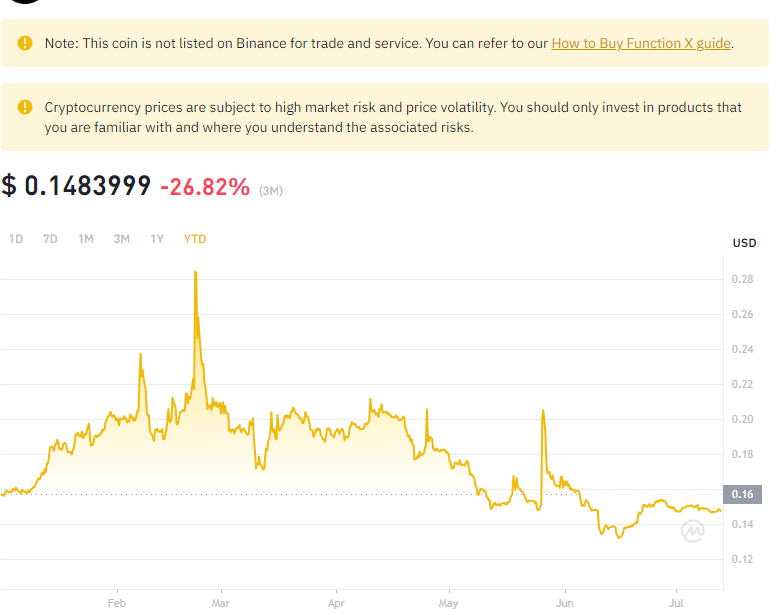 Note: This coin is not listed on Binance for trade and service. You can refer to our How to Buy Function X guide.
Cryptocurrency prices are subject to high market risk and price volatility. You should only invest in products that
you are familiar with and where you understand the associated risks.
$ 0.1483999 -26.82% (3M)
1D 7D 1M 3M 1Y YTD
USD
0.28
0.26
0.24
0.22
0.20
0.18
0.16
0.14
0.12
Feb Mar Apr May Jun Jul